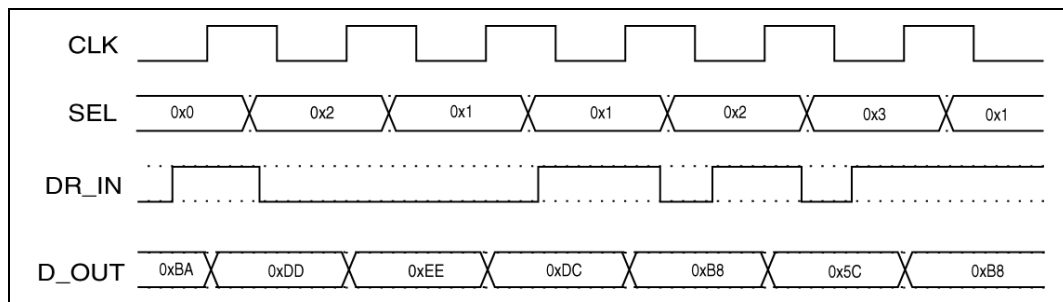 CLK
SEL 0x0 0x2 0x1 0x1 0x2 0x3 0x1
DR_IN
D_OUT 0xBA 0xDD 0xEE 0xDC 0xB8 0x5C 0xB8